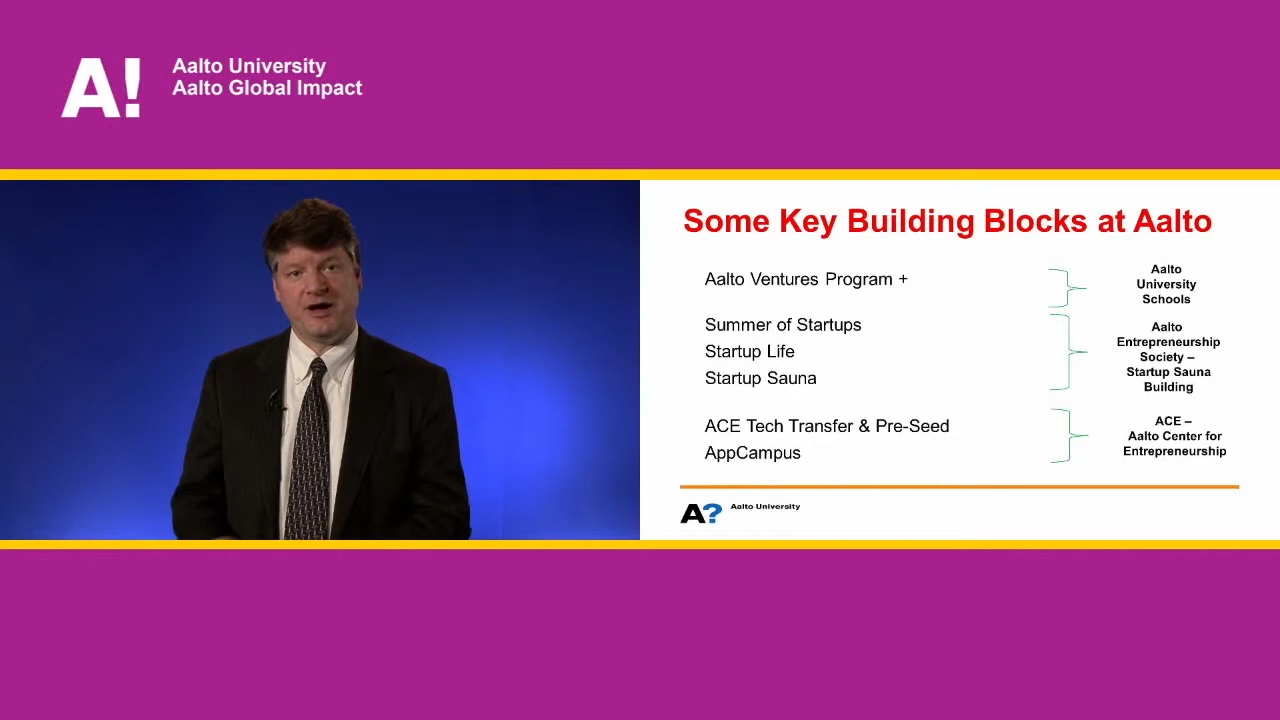 A!
Aalto University
Aalto Global Impact
Some Key Building Blocks at Aalto
Aalto Ventures Program +
Aalto
University
Schools
Summer of Startups
Startup Life
Startup Sauna
Aalto
Entrepreneurship
Society –
Startup Sauna
Building
ACE Tech Transfer & Pre-Seed
AppCampus
ACE –
Aalto Center for
Entrepreneurship
A?
Aalto University